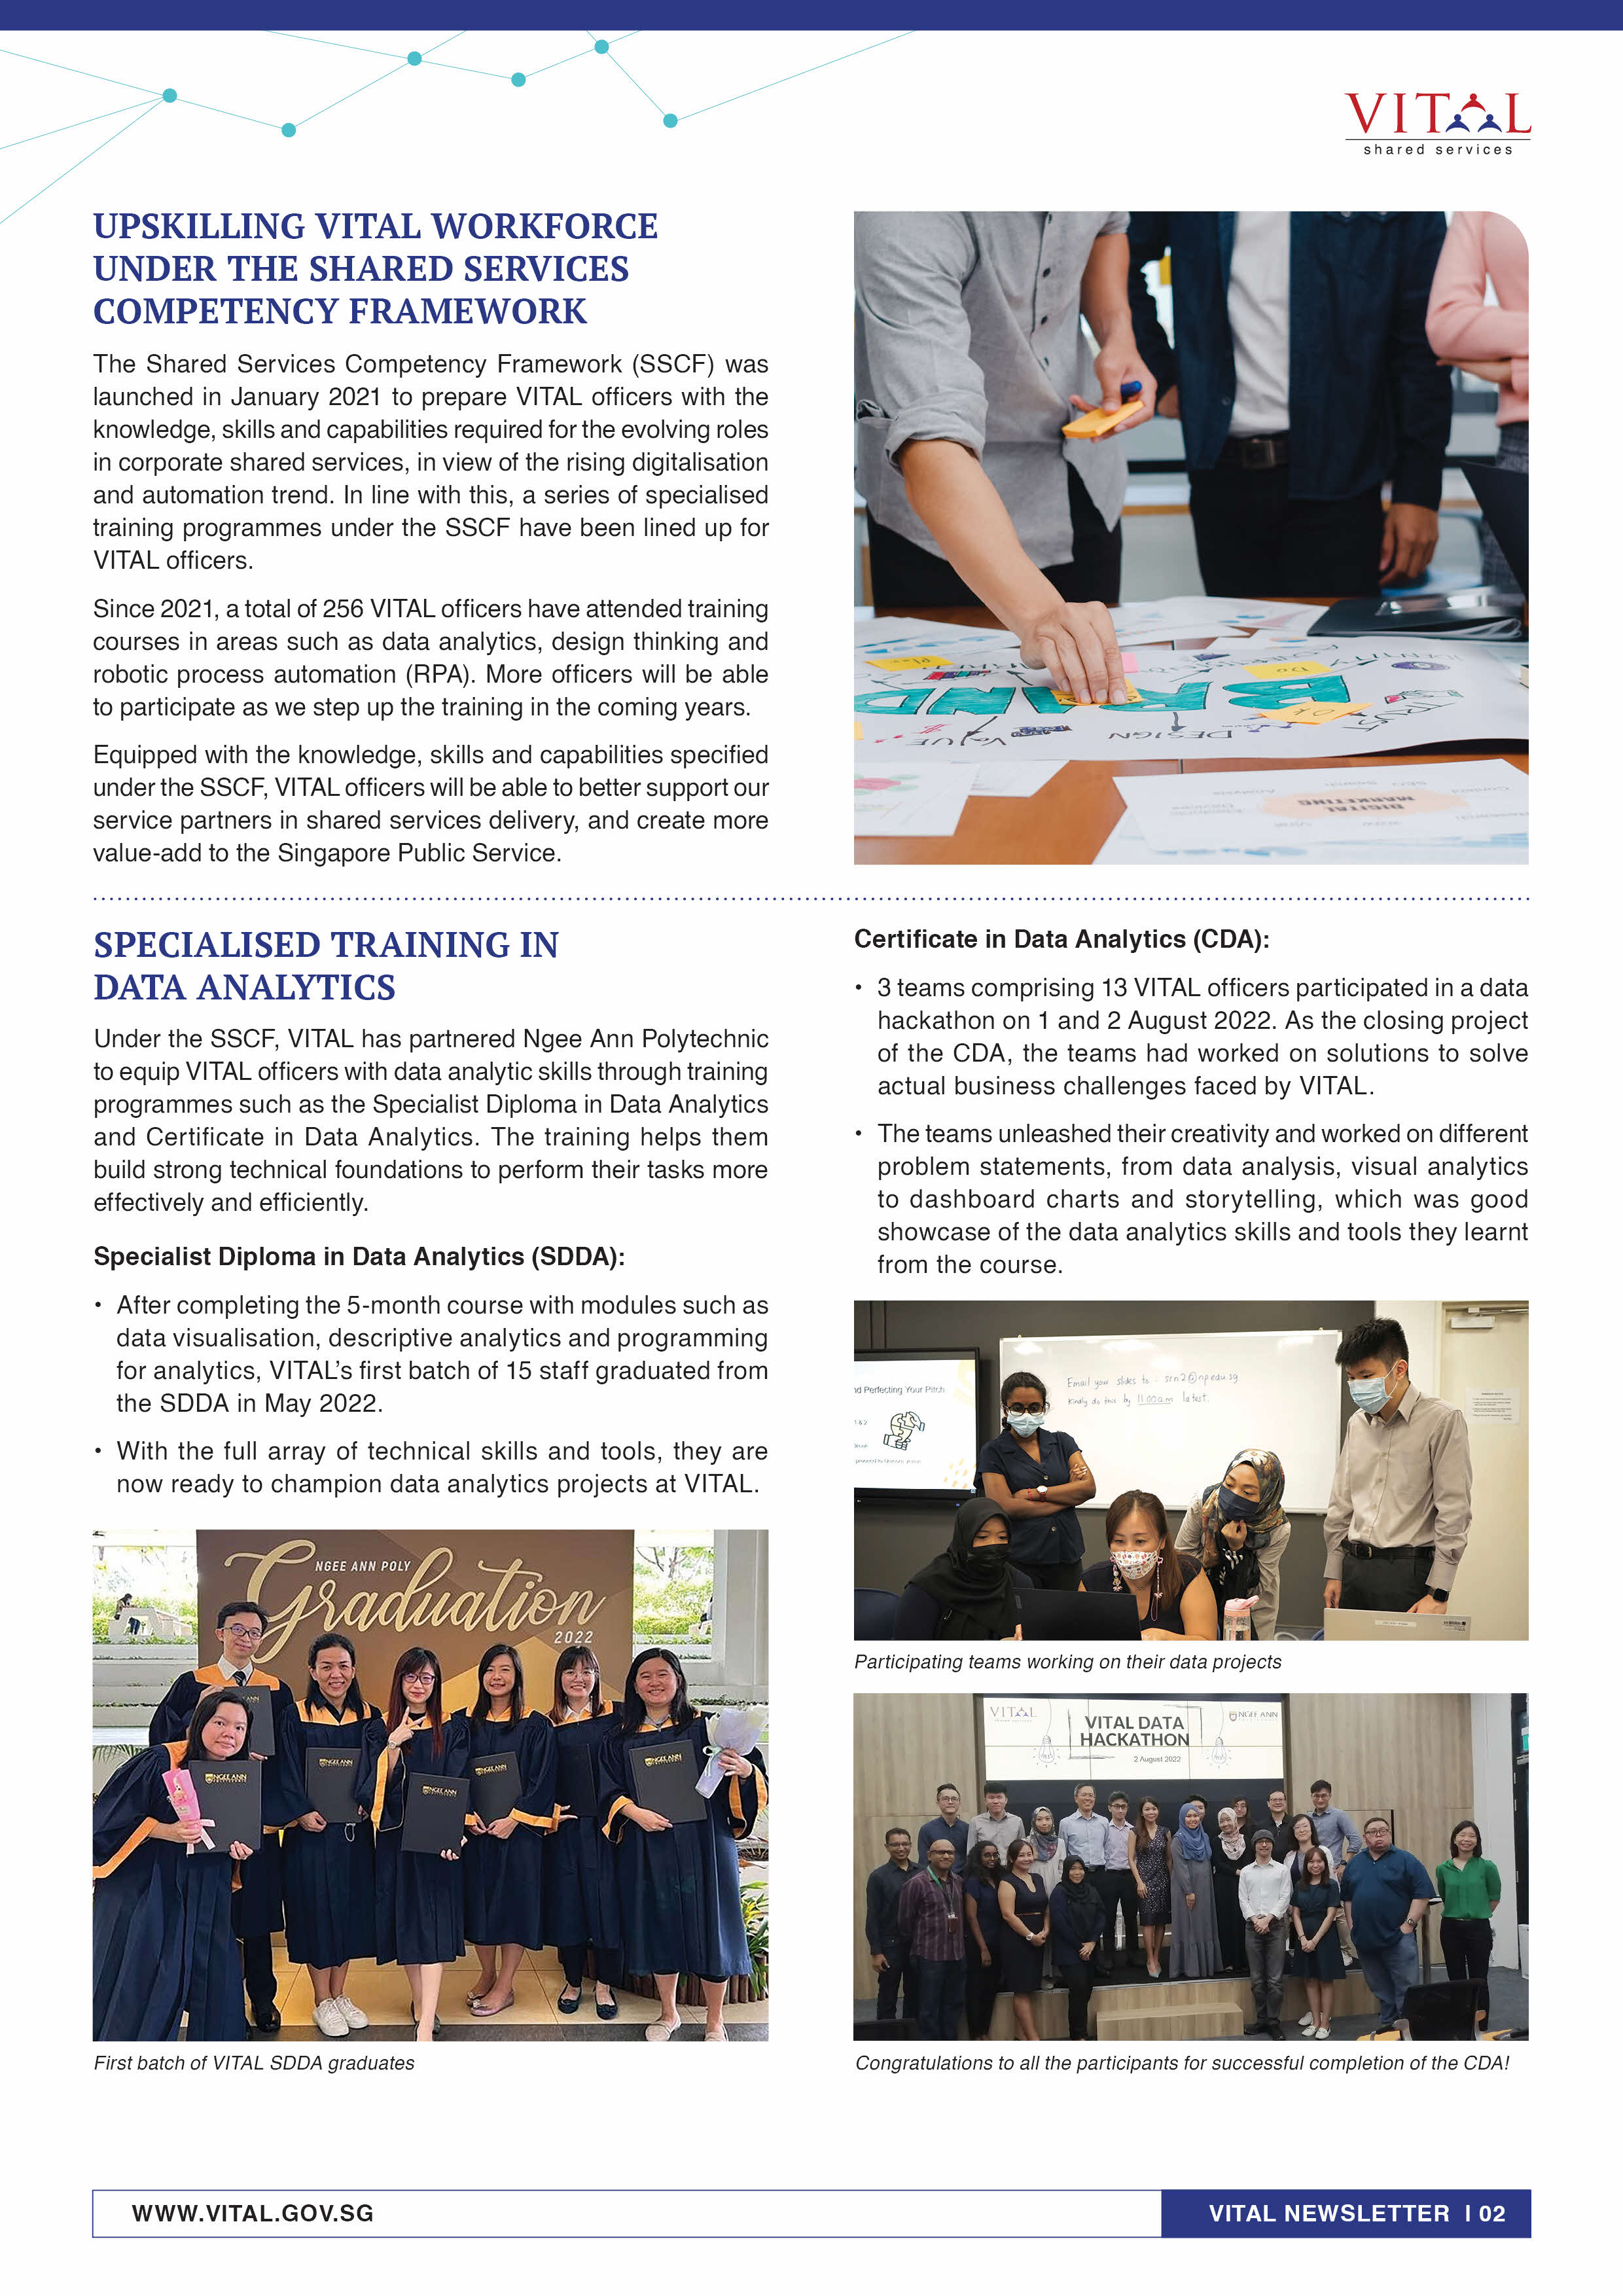 VITAL
shared services
UPSKILLING VITAL WORKFORCE
UNDER THE SHARED SERVICES
COMPETENCY FRAMEWORK
The Shared Services Competency Framework (SSCF) was
launched in January 2021 to prepare VITAL officers with the
knowledge, skills and capabilities required for the evolving roles
in corporate shared services, in view of the rising digitalisation
and automation trend. In line with this, a series of specialised
training programmes under the SSCF have been lined up for
VITAL officers.
Since 2021, a total of 256 VITAL officers have attended training
courses in areas such as data analytics, design thinking and
robotic process automation (RPA). More officers will be able
to participate as we step up the training in the coming years.
Equipped with the knowledge, skills and capabilities specified
under the SSCF, VITAL officers will be able to better support our
service partners in shared services delivery, and create more
value-add to the Singapore Public Service.
BRAND
VALUE
DESIGN
DIGITAL
MARKETING
SPECIALISED TRAINING IN
DATA ANALYTICS
Under the SSCF, VITAL has partnered Ngee Ann Polytechnic
to equip VITAL officers with data analytic skills through training
programmes such as the Specialist Diploma in Data Analytics
and Certificate in Data Analytics. The training helps them
build strong technical foundations to perform their tasks more
effectively and efficiently.
Specialist Diploma in Data Analytics (SDDA):
• After completing the 5-month course with modules such as
data visualisation, descriptive analytics and programming
for analytics, VITAL's first batch of 15 staff graduated from
the SDDA in May 2022.
• With the full array of technical skills and tools, they are
now ready to champion data analytics projects at VITAL.
NGEE ANN POLY
Graduation
2022
NGEE ANN
NGEE ANN
NGEE ANN
NGEE ANN
NGEE ANN
First batch of VITAL SDDA graduates
Certificate in Data Analytics (CDA):
• 3 teams comprising 13 VITAL officers participated in a data
hackathon on 1 and 2 August 2022. As the closing project
of the CDA, the teams had worked on solutions to solve
actual business challenges faced by VITAL.
• The teams unleashed their creativity and worked on different
problem statements, from data analysis, visual analytics
to dashboard charts and storytelling, which was good
showcase of the data analytics skills and tools they learnt
from the course.
nd Perfecting Your Pitch
Email your slides to : srn2@np.edu.sg
Kindly do this by 11:00am latest.
Participating teams working on their data projects
VITAL
NGEE ANN
VITAL DATA
HACKATHON
2 August 2022
Congratulations to all the participants for successful completion of the CDA!
WWW.VITAL.GOV.SG
VITAL NEWSLETTER | 02